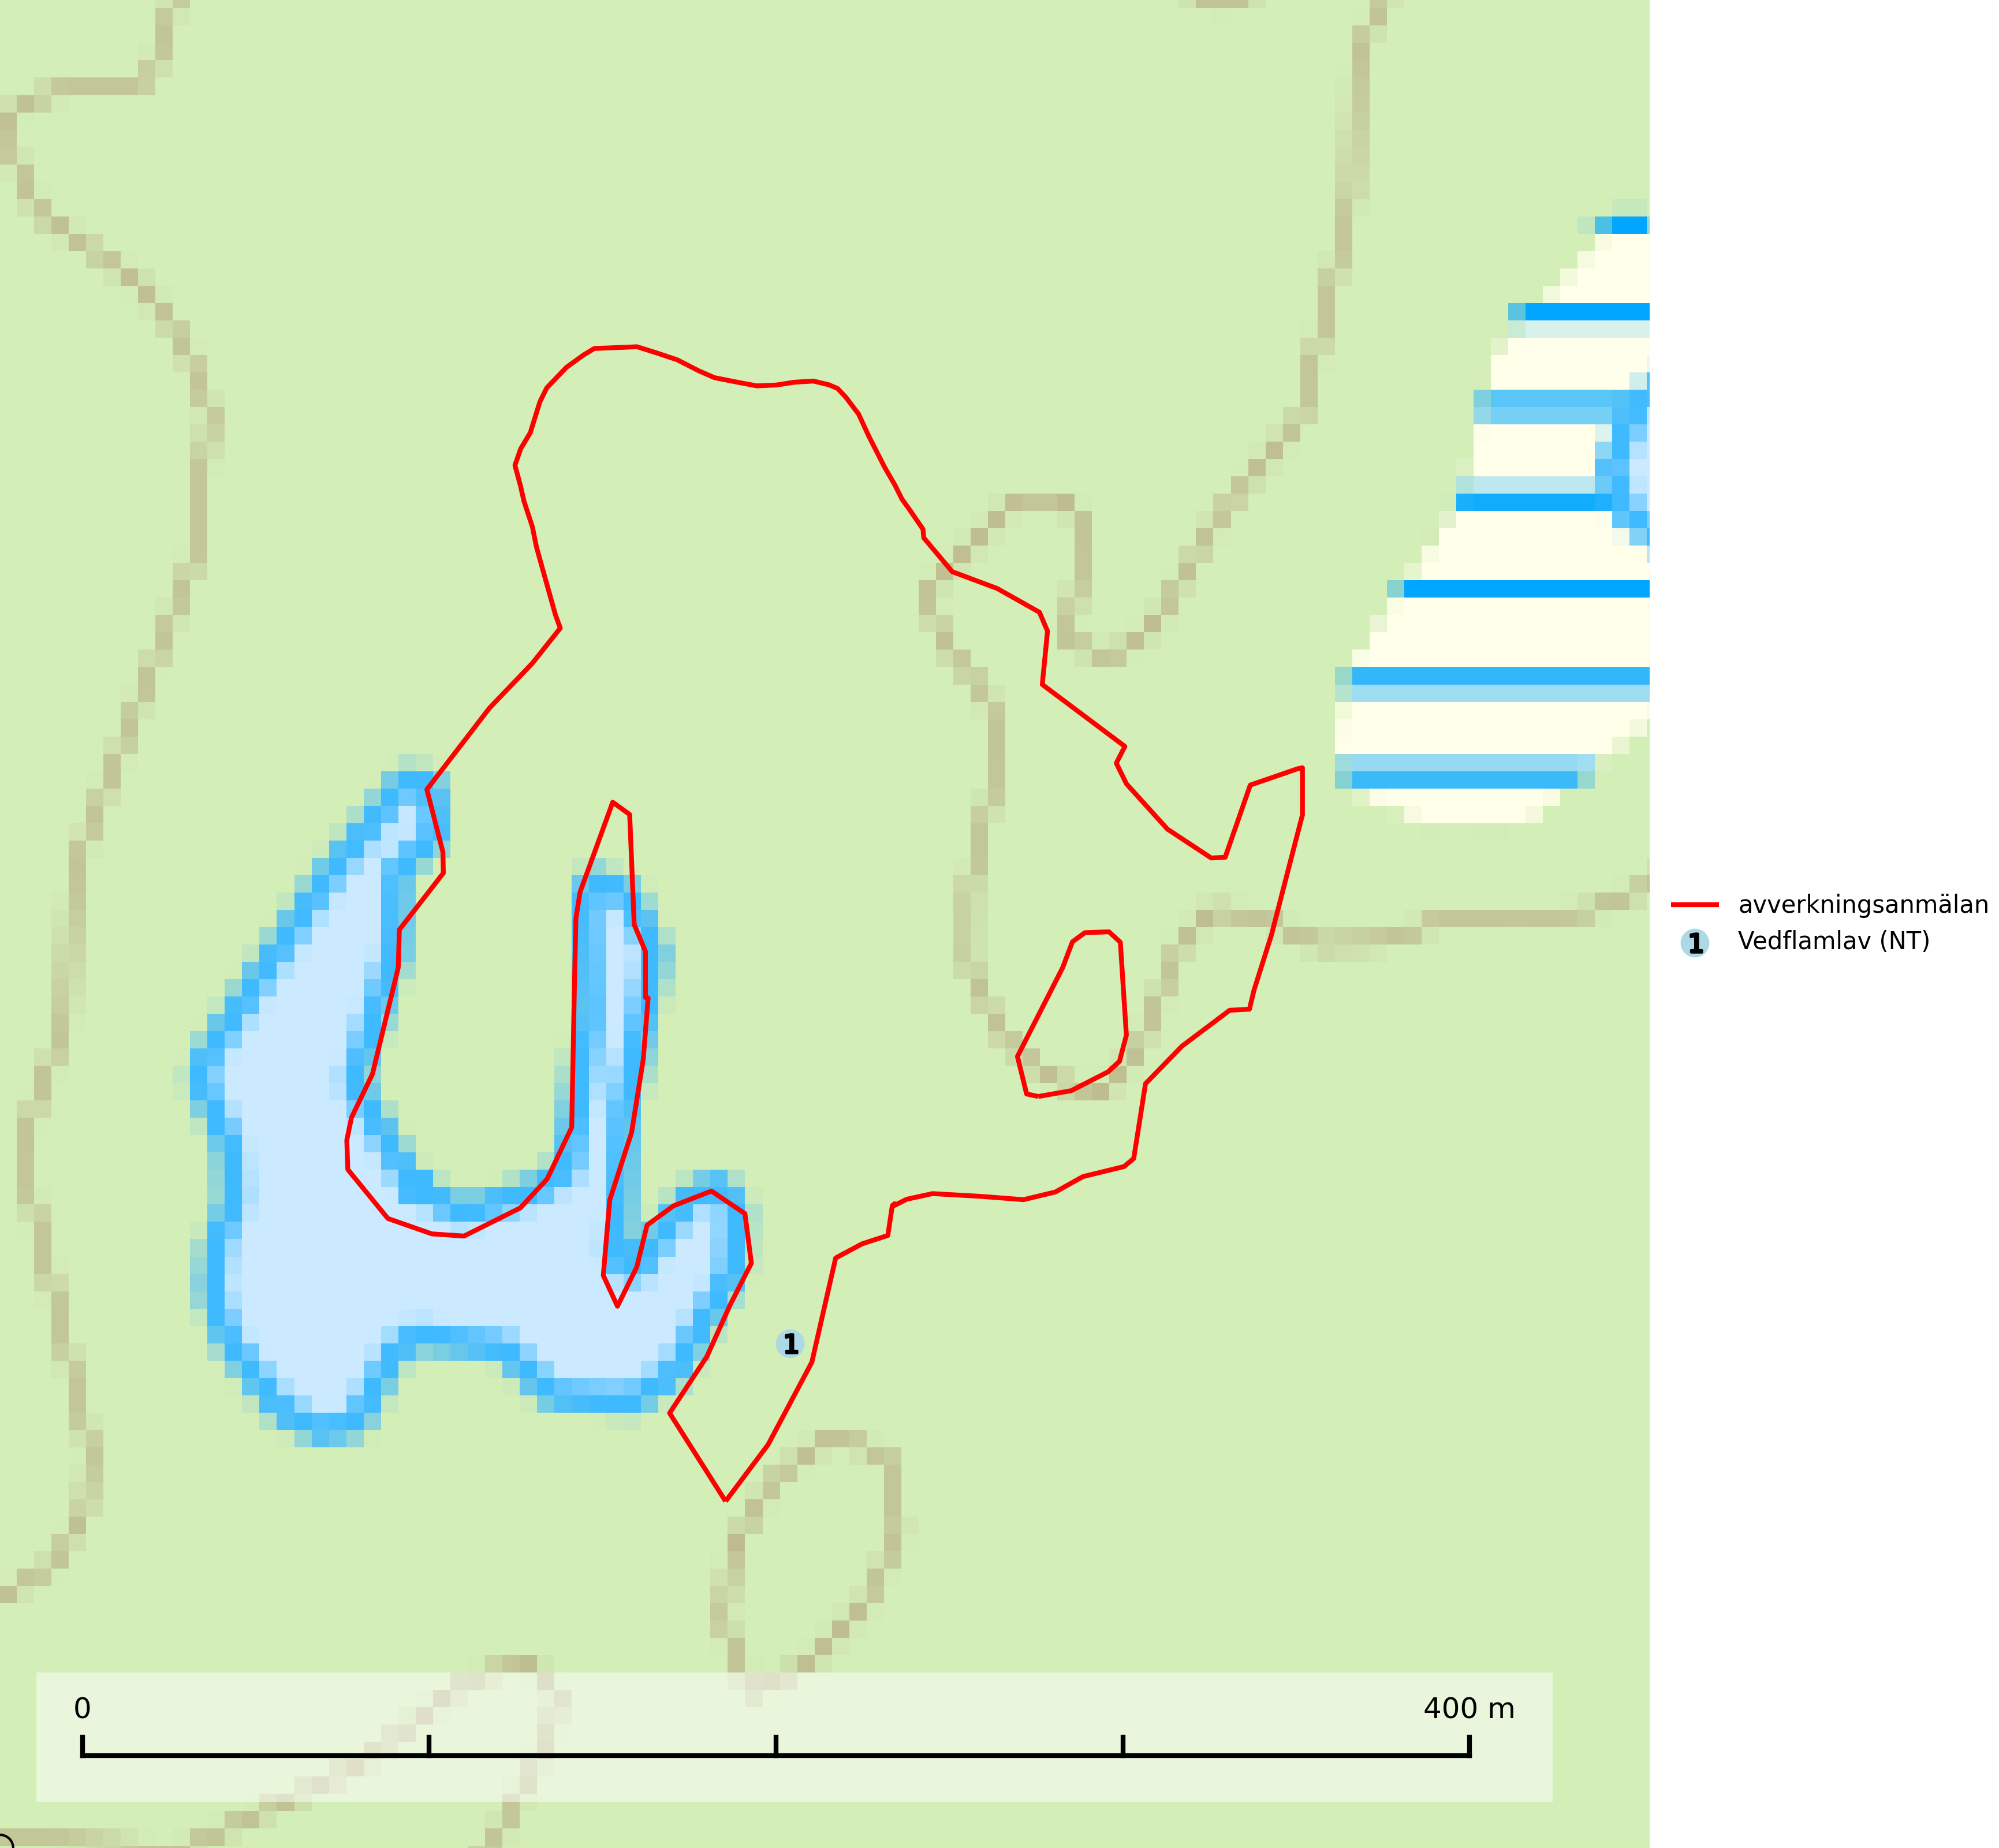 avverkningsanmälan
1 Vedflamlav (NT)
1
0 400 m